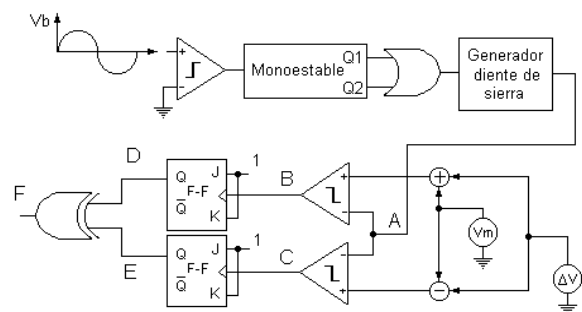 Vb
+
-
Monoestable
Q1
Q2
Generador
diente de
sierra
F
D
Q
J
1
F-F
Q̅
K
B
+
-
A
+
Vm
E
Q
J
1
F-F
Q̅
K
C
-
+
-
ΔV